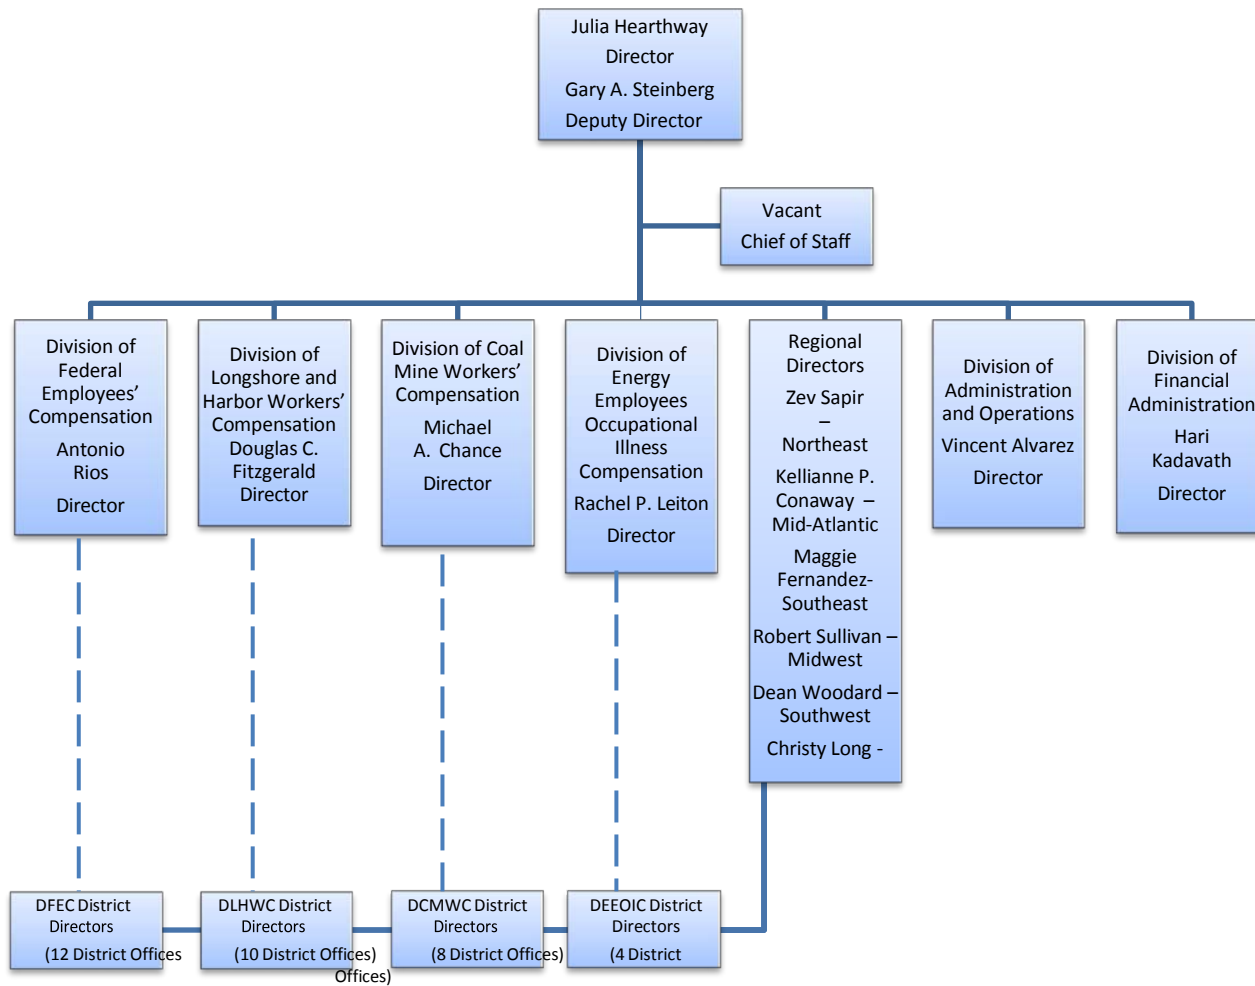 Julia Hearthway
Director
Gary A. Steinberg
Deputy Director
Vacant
Chief of Staff
Division of
Federal
Employees’
Compensation
Antonio
Rios
Director
Division of
Longshore and
Harbor Workers’
Compensation
Douglas C.
Fitzgerald
Director
Division of Coal
Mine Workers’
Compensation
Michael
A. Chance
Director
Division of
Energy
Employees
Occupational
Illness
Compensation
Rachel P. Leiton
Director
Regional
Directors
Zev Sapir
–
Northeast
Kellianne P.
Conaway –
Mid-Atlantic
Maggie
Fernandez-
Southeast
Robert Sullivan –
Midwest
Dean Woodard –
Southwest
Christy Long -
Division of
Administration
and Operations
Vincent Alvarez
Director
Division of
Financial
Administration
Hari
Kadavath
Director
DFEC District
Directors
(12 District Offices
DLHWC District
Directors
(10 District Offices)
Offices)
DCMWC District
Directors
(8 District Offices)
DEEOIC District
Directors
(4 District